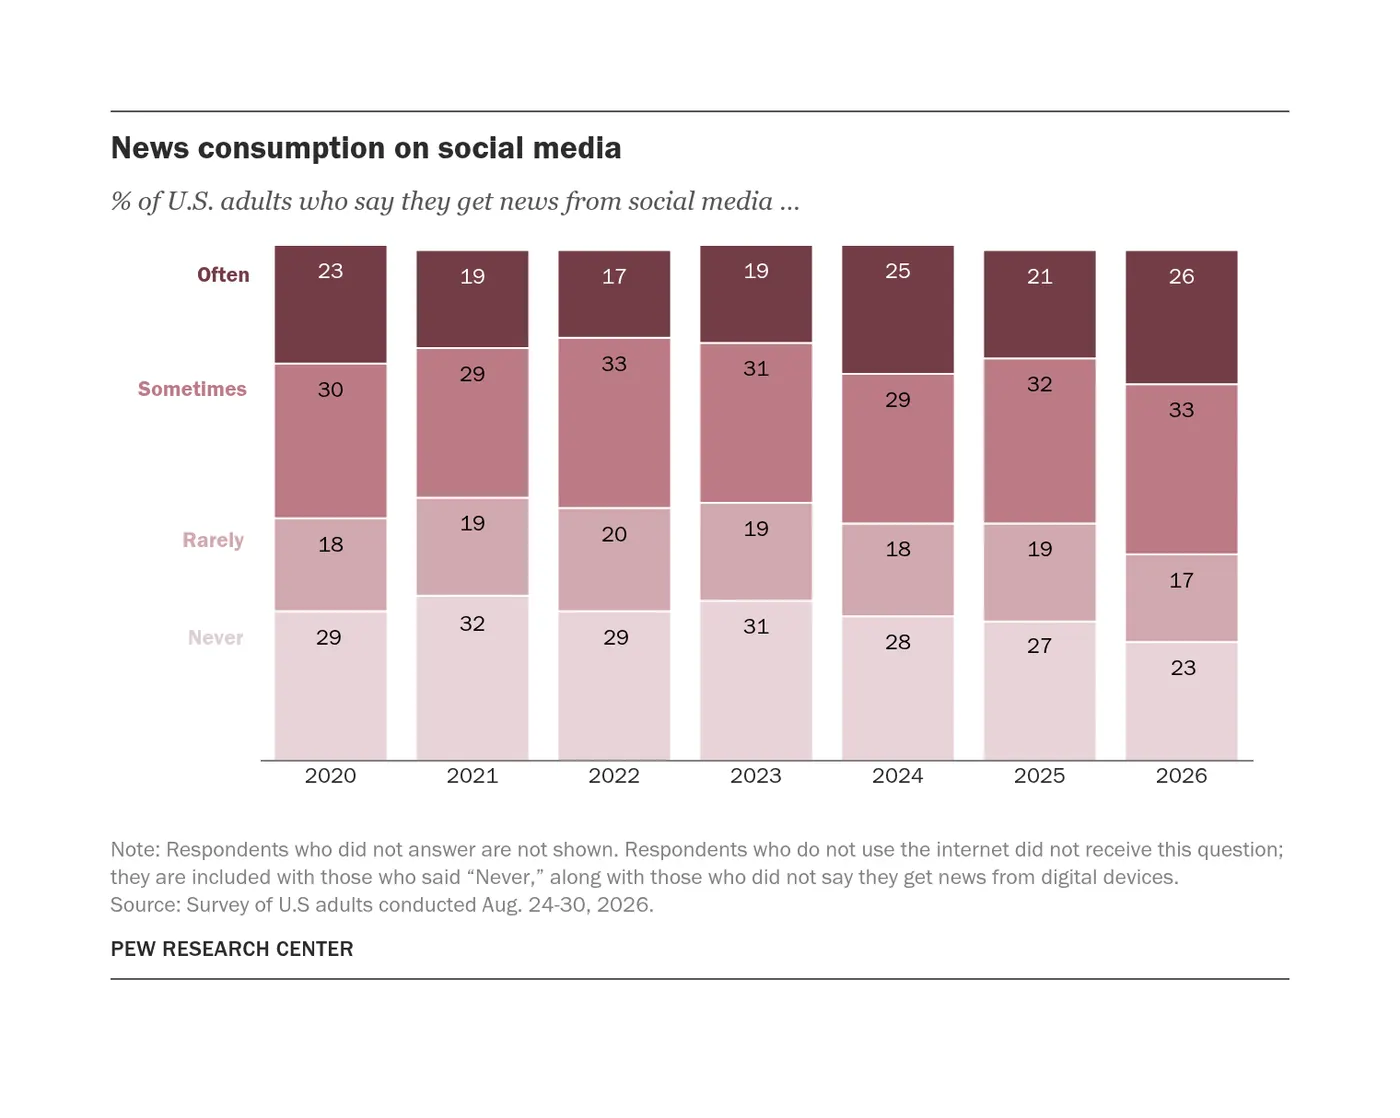 News consumption on social media
% of U.S. adults who say they get news from social media ...
Often 23 19 17 19 25 21 26
Sometimes 30 29 33 31 29 32 33
Rarely 18 19 20 19 18 19 17
Never 29 32 29 31 28 27 23
2020 2021 2022 2023 2024 2025 2026
Note: Respondents who did not answer are not shown. Respondents who do not use the internet did not receive this question;
they are included with those who said “Never,” along with those who did not say they get news from digital devices.
Source: Survey of U.S adults conducted Aug. 24-30, 2026.
PEW RESEARCH CENTER